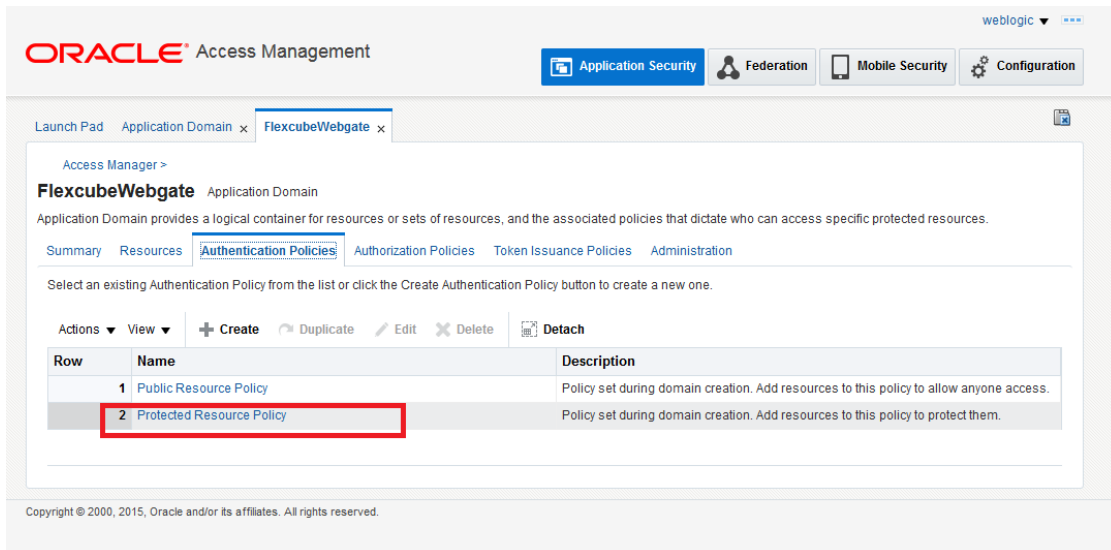 weblogic
ORACLE® Access Management
Application Security Federation Mobile Security Configuration
Launch Pad Application Domain x FlexcubeWebgate x
Access Manager >
FlexcubeWebgate Application Domain
Application Domain provides a logical container for resources or sets of resources, and the associated policies that dictate who can access specific protected resources.
Summary Resources Authentication Policies Authorization Policies Token Issuance Policies Administration
Select an existing Authentication Policy from the list or click the Create Authentication Policy button to create a new one.
Actions View Create Duplicate Edit Delete Detach
Row Name Description
1 Public Resource Policy Policy set during domain creation. Add resources to this policy to allow anyone access.
2 Protected Resource Policy Policy set during domain creation. Add resources to this policy to protect them.
Copyright © 2000, 2015, Oracle and/or its affiliates. All rights reserved.